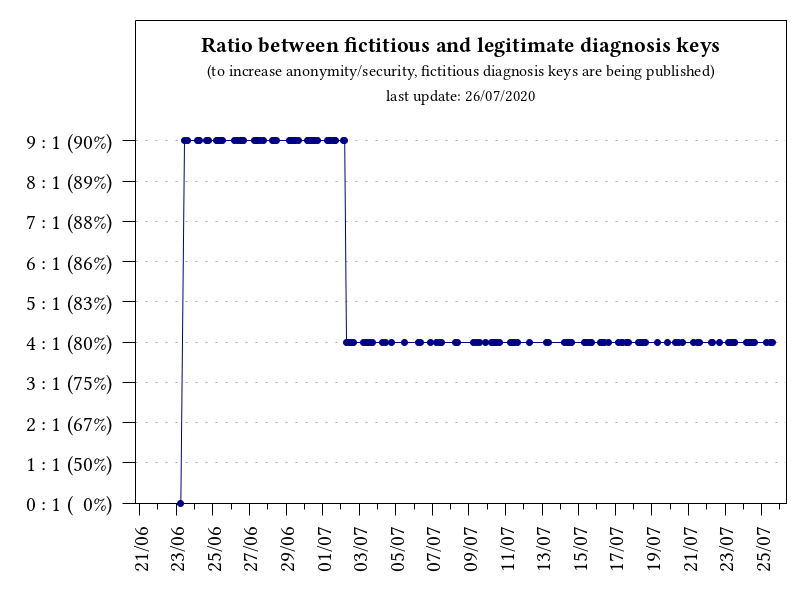 Ratio between fictitious and legitimate diagnosis keys
(to increase anonymity/security, fictitious diagnosis keys are being published)
last update: 26/07/2020
9 : 1 (90%)
8 : 1 (89%)
7 : 1 (88%)
6 : 1 (86%)
5 : 1 (83%)
4 : 1 (80%)
3 : 1 (75%)
2 : 1 (67%)
1 : 1 (50%)
0 : 1 (  0%)
21/06
23/06
25/06
27/06
29/06
01/07
03/07
05/07
07/07
09/07
11/07
13/07
15/07
17/07
19/07
21/07
23/07
25/07